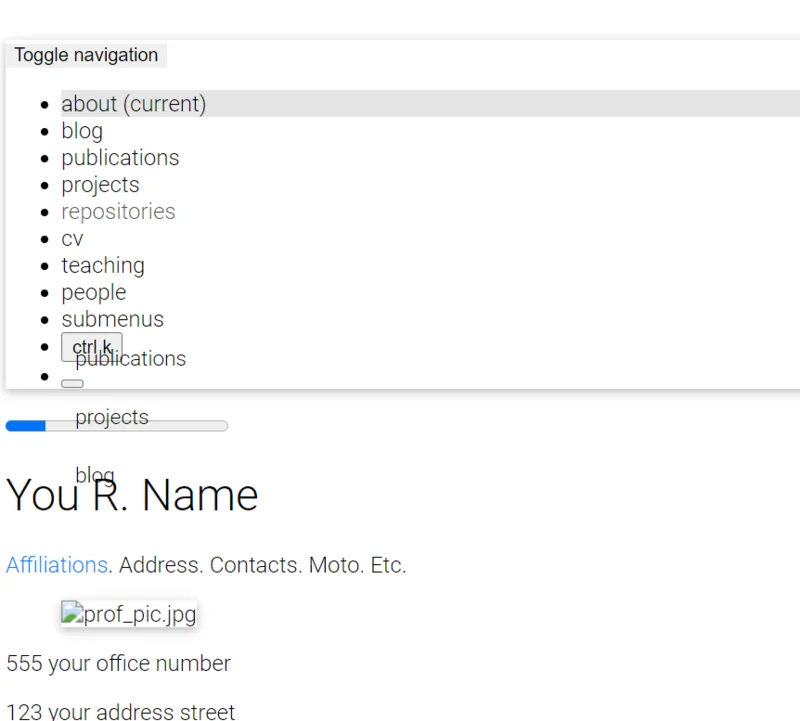 Toggle navigation
about (current)
blog
publications
projects
repositories
cv
teaching
people
submenus
ctrl k
publications
projects
blog
You R. Name
Affiliations. Address. Contacts. Moto. Etc.
prof_pic.jpg
555 your office number
123 your address street